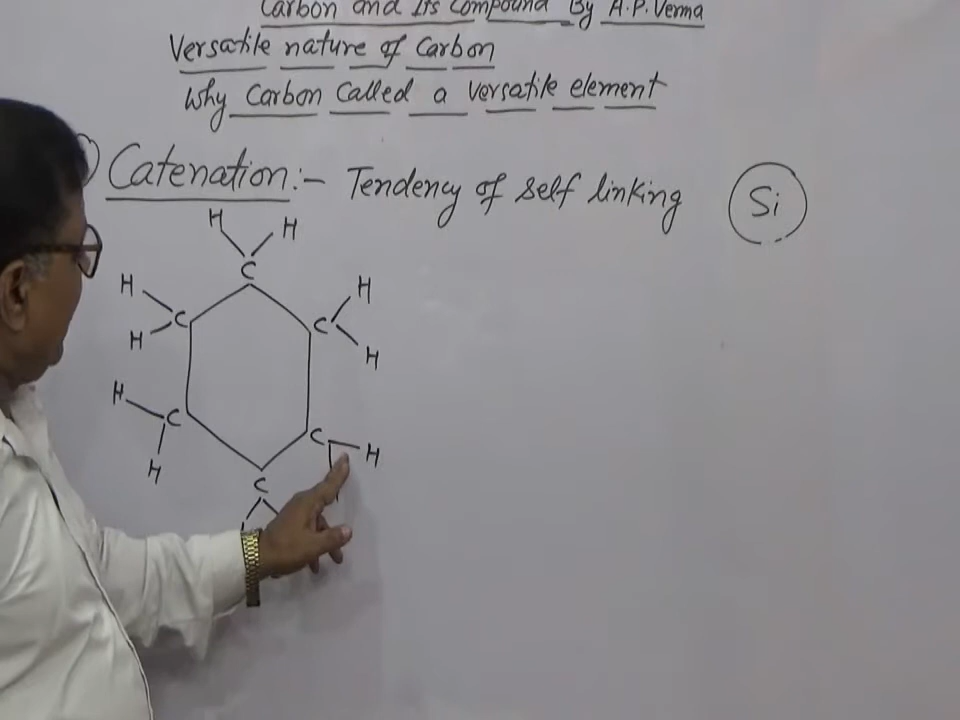 Carbon and Its Compound By A.P. Verma
Versatile nature of Carbon
Why Carbon Called a versatile element
Catenation:- Tendency of self linking
Si
H H
C
H
H
C
H
C
H
H
C
H
C
H
H
C